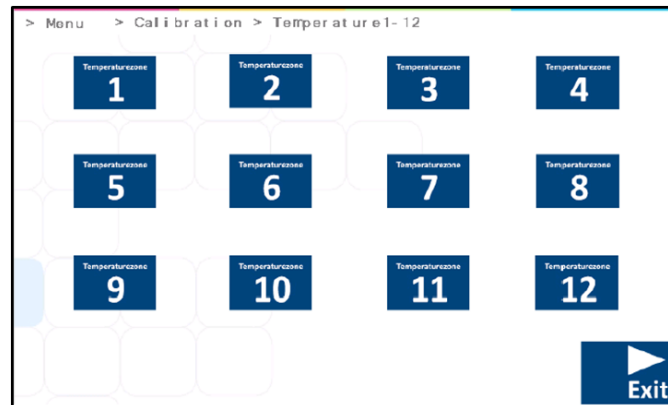 > Menu > Calibration > Temperature1-12
Temperaturezone
1
Temperaturezone
2
Temperaturezone
3
Temperaturezone
4
Temperaturezone
5
Temperaturezone
6
Temperaturezone
7
Temperaturezone
8
Temperaturezone
9
Temperaturezone
10
Temperaturezone
11
Temperaturezone
12
Exit